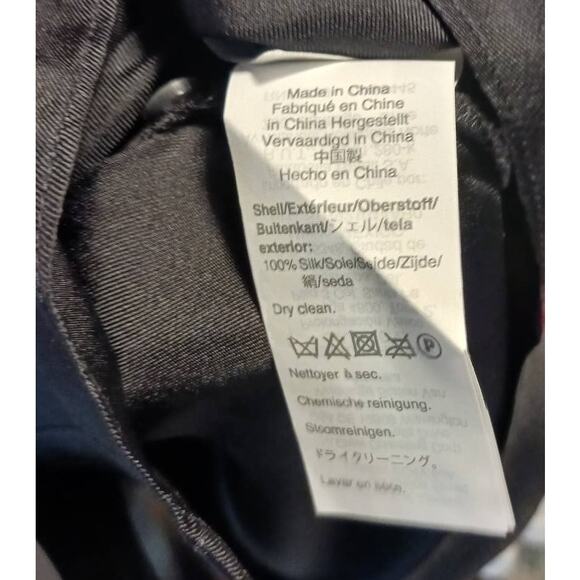 Made in China
Fabriqué en Chine
in China Hergestellt
Vervaardigd in China
中国製
Hecho en China
Shell/Extérieur/Oberstoff/
Buitenkant/シェル/tela
exterior:
100% Silk/Soie/Seide/Zijde/
絹/seda
Dry clean.
P
Nettoyer à sec.
Chemische reinigung.
Stoomreinigen.
ドライクリーニング。
Lavar en seco.